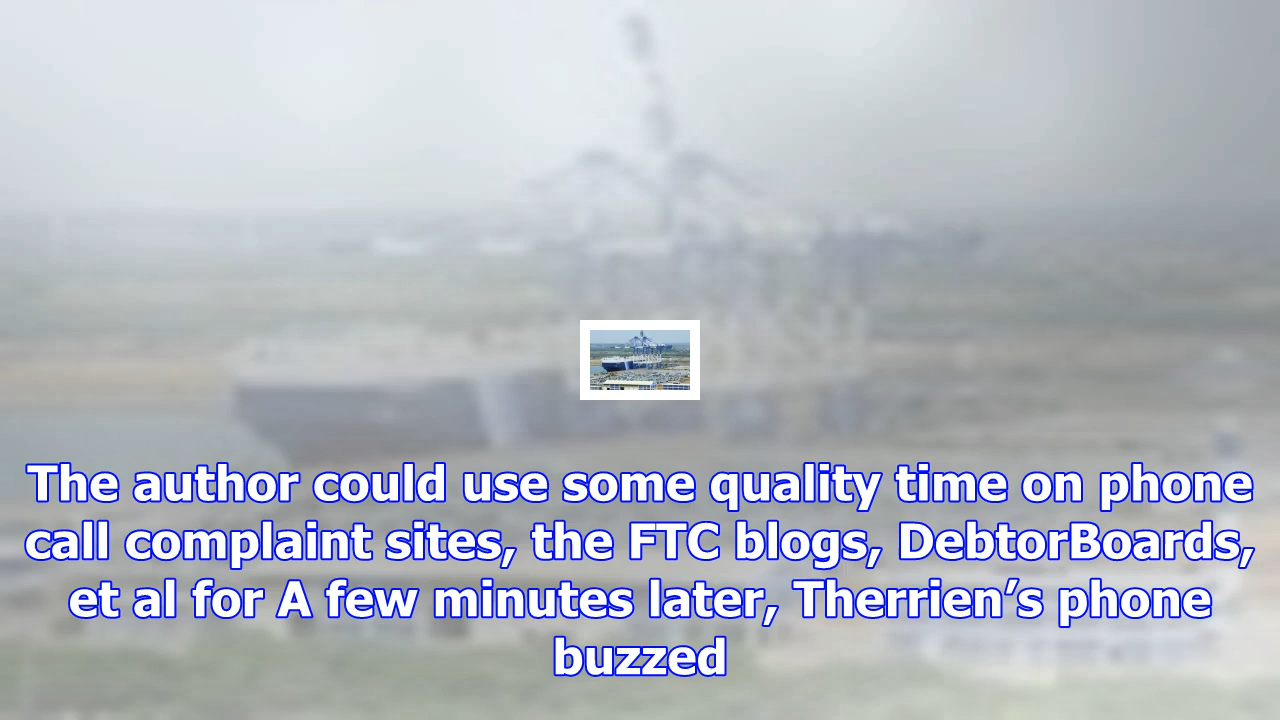 The author could use some quality time on phone
call complaint sites, the FTC blogs, DebtorBoards,
et al for A few minutes later, Therrien’s phone
buzzed